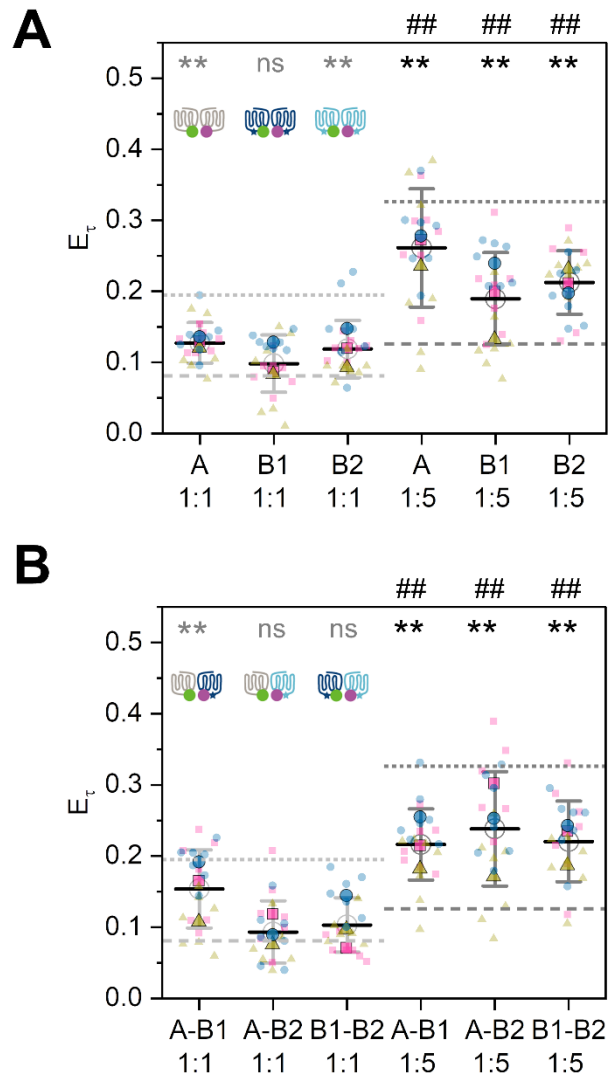 A
## ## ##
** ns ** ** ** **
0.5
0.4
0.3
0.2
0.1
0.0
Eτ
A B1 B2 A B1 B2
1:1 1:1 1:1 1:5 1:5 1:5
B
## ## ##
** ns ns ** ** **
0.5
0.4
0.3
0.2
0.1
0.0
Eτ
A-B1 A-B2 B1-B2 A-B1 A-B2 B1-B2
1:1 1:1 1:1 1:5 1:5 1:5